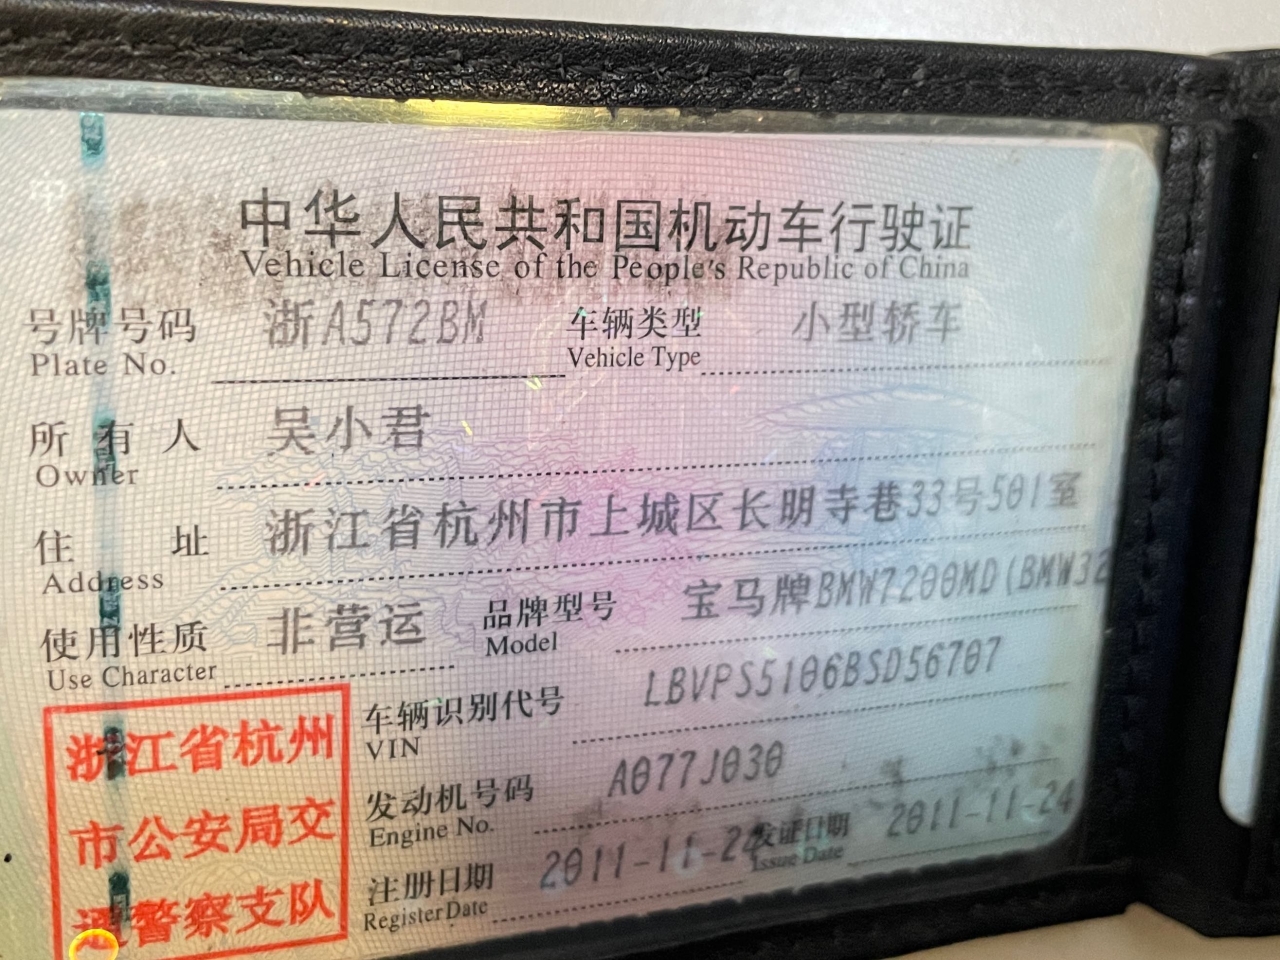 中华人民共和国机动车行驶证
Vehicle License of the People's Republic of China
号牌号码 浙A572BM 车辆类型 小型轿车
Plate No. Vehicle Type
所有人 吴小君
Owner
住址 浙江省杭州市上城区长明寺巷33号501室
Address
使用性质 非营运 品牌型号 宝马牌BMW7200MD(BMW32
Use Character Model
浙江省杭州
市公安局交
通警察支队
车辆识别代号 LBVPS5106BSD56707
VIN
发动机号码 A077J030
Engine No.
注册日期 2011-11-24 发证日期 2011-11-24
Register Date Issue Date